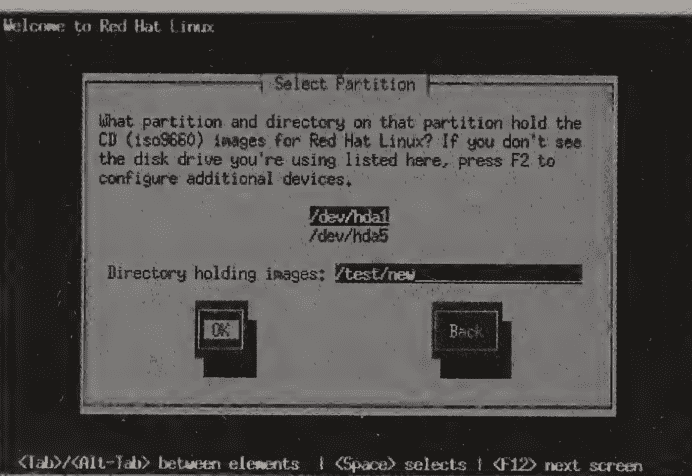 Welcome to Red Hat Linux
Select Partition
What partition and directory on that partition hold the
CD (iso9660) images for Red Hat Linux? If you don't see
the disk drive you're using listed here, press F2 to
configure additional devices.
/dev/hda1
/dev/hda5
Directory holding images: /test/new
OK Back
<Tab>/<Alt-Tab> between elements | <Space> selects | <F12> next screen